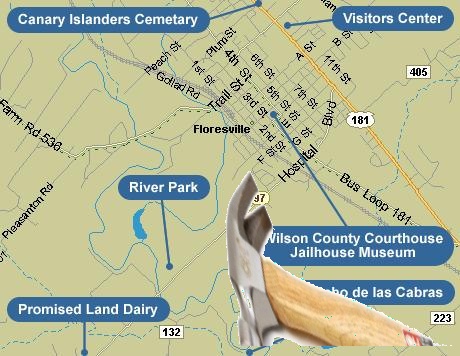 Canary Islanders Cemetary
Visitors Center
Plum St
A St
B St
Peach St
4th St
6th St
11th St
1st St
405
Goliad Rd
7th St
Trail St
3rd St
5th St
Blvd
181
Farm Rd 536
Floresville
2nd St
G St
F St
Hospital
Bus Loop 181
Pleasanton Rd
River Park
97
Wilson County Courthouse
Jailhouse Museum
de las Cabras
Promised Land Dairy
132
223